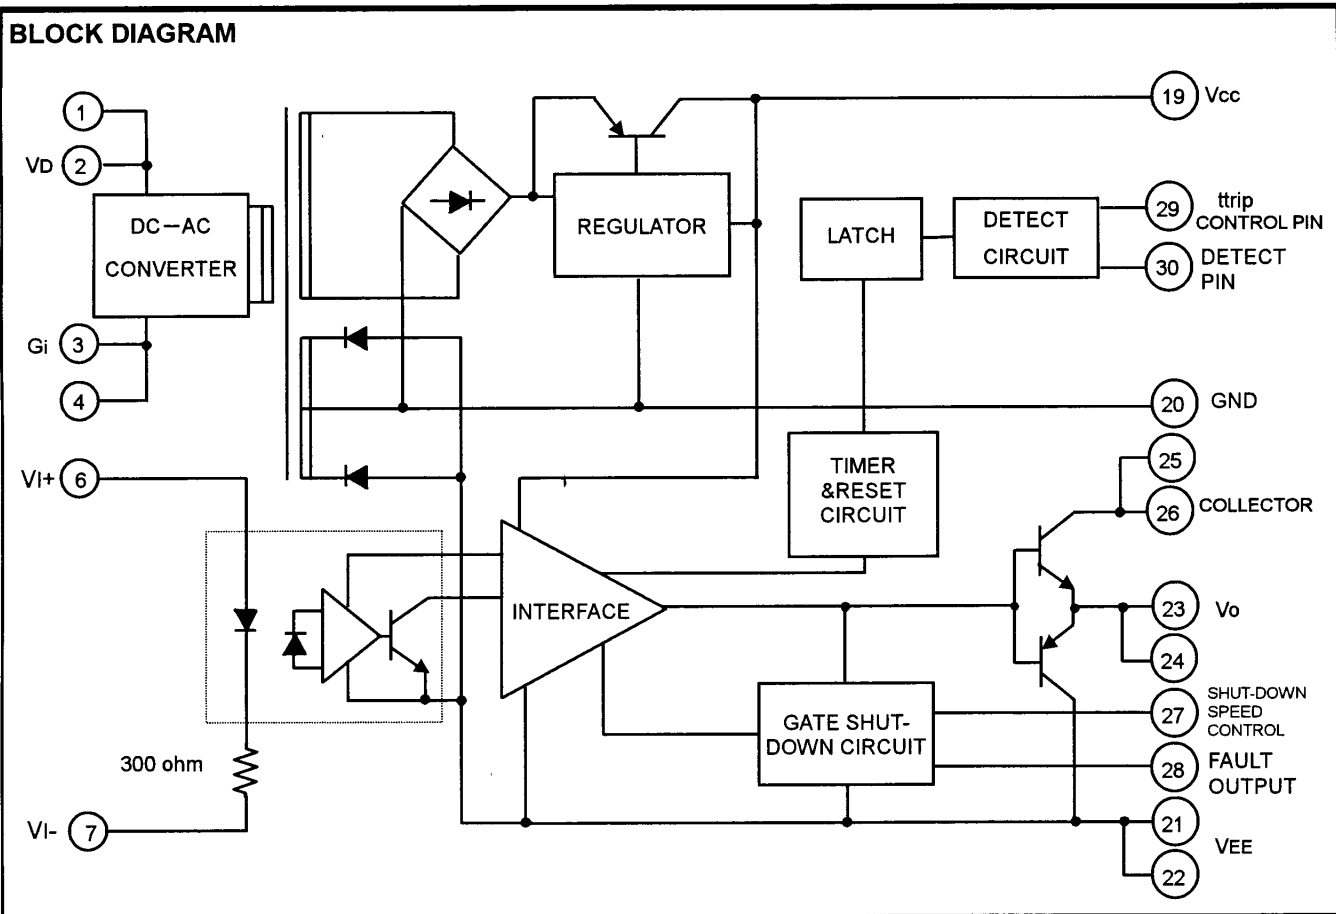 BLOCK DIAGRAM
1
VD 2
DC-AC
CONVERTER
Gi 3
4
VI+ 6
300 ohm
VI- 7
REGULATOR
LATCH
DETECT
CIRCUIT
TIMER
&RESET
CIRCUIT
INTERFACE
GATE SHUT-
DOWN CIRCUIT
19 Vcc
29 ttrip
CONTROL PIN
30 DETECT
PIN
20 GND
25
26 COLLECTOR
23 Vo
24
27 SHUT-DOWN
SPEED
CONTROL
28 FAULT
OUTPUT
21
VEE
22